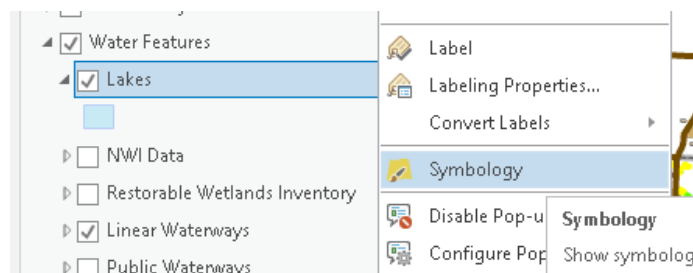 Water Features
Lakes
NWI Data
Restorable Wetlands Inventory
Linear Waterways
Public Waterways
Label
Labeling Properties...
Convert Labels
Symbology
Disable Pop-u
Configure Pop
Symbology
Show symbolog